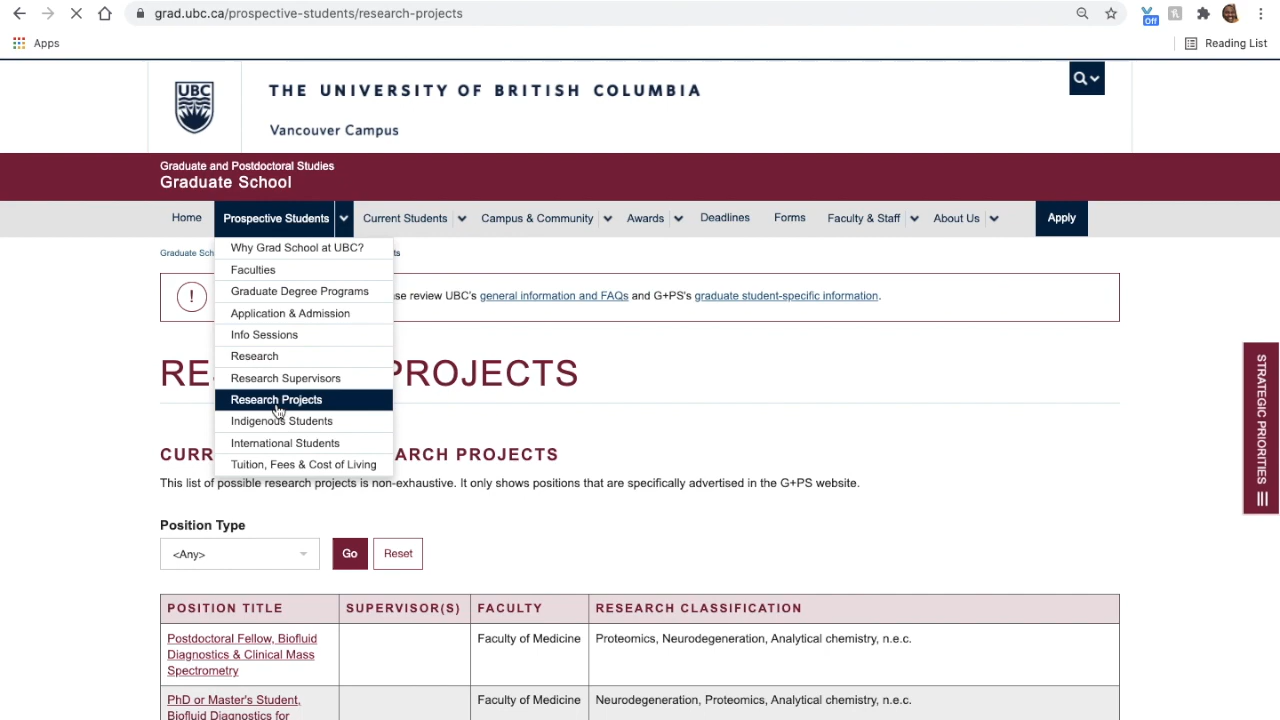 grad.ubc.ca/prospective-students/research-projects
Off
Apps
Reading List
UBC
THE UNIVERSITY OF BRITISH COLUMBIA
Vancouver Campus
Graduate and Postdoctoral Studies
Graduate School
Home Prospective Students Current Students Campus & Community Awards Deadlines Forms Faculty & Staff About Us Apply
Why Grad School at UBC?
Graduate Sch ts
Faculties
Graduate Degree Programs
! se review UBC's general information and FAQs and G+PS's graduate student-specific information.
Application & Admission
Info Sessions
Research
RE PROJECTS
Research Supervisors
Research Projects
Indigenous Students
International Students
CURR ARCH PROJECTS
Tuition, Fees & Cost of Living
This list of possible research projects is non-exhaustive. It only shows positions that are specifically advertised in the G+PS website.
STRATEGIC PRIORITIES
Position Type
<Any> Go Reset
POSITION TITLE SUPERVISOR(S) FACULTY RESEARCH CLASSIFICATION
Postdoctoral Fellow, Biofluid Faculty of Medicine Proteomics, Neurodegeneration, Analytical chemistry, n.e.c.
Diagnostics & Clinical Mass
Spectrometry
PhD or Master's Student, Faculty of Medicine Neurodegeneration, Proteomics, Analytical chemistry, n.e.c.
Biofluid Diagnostics for